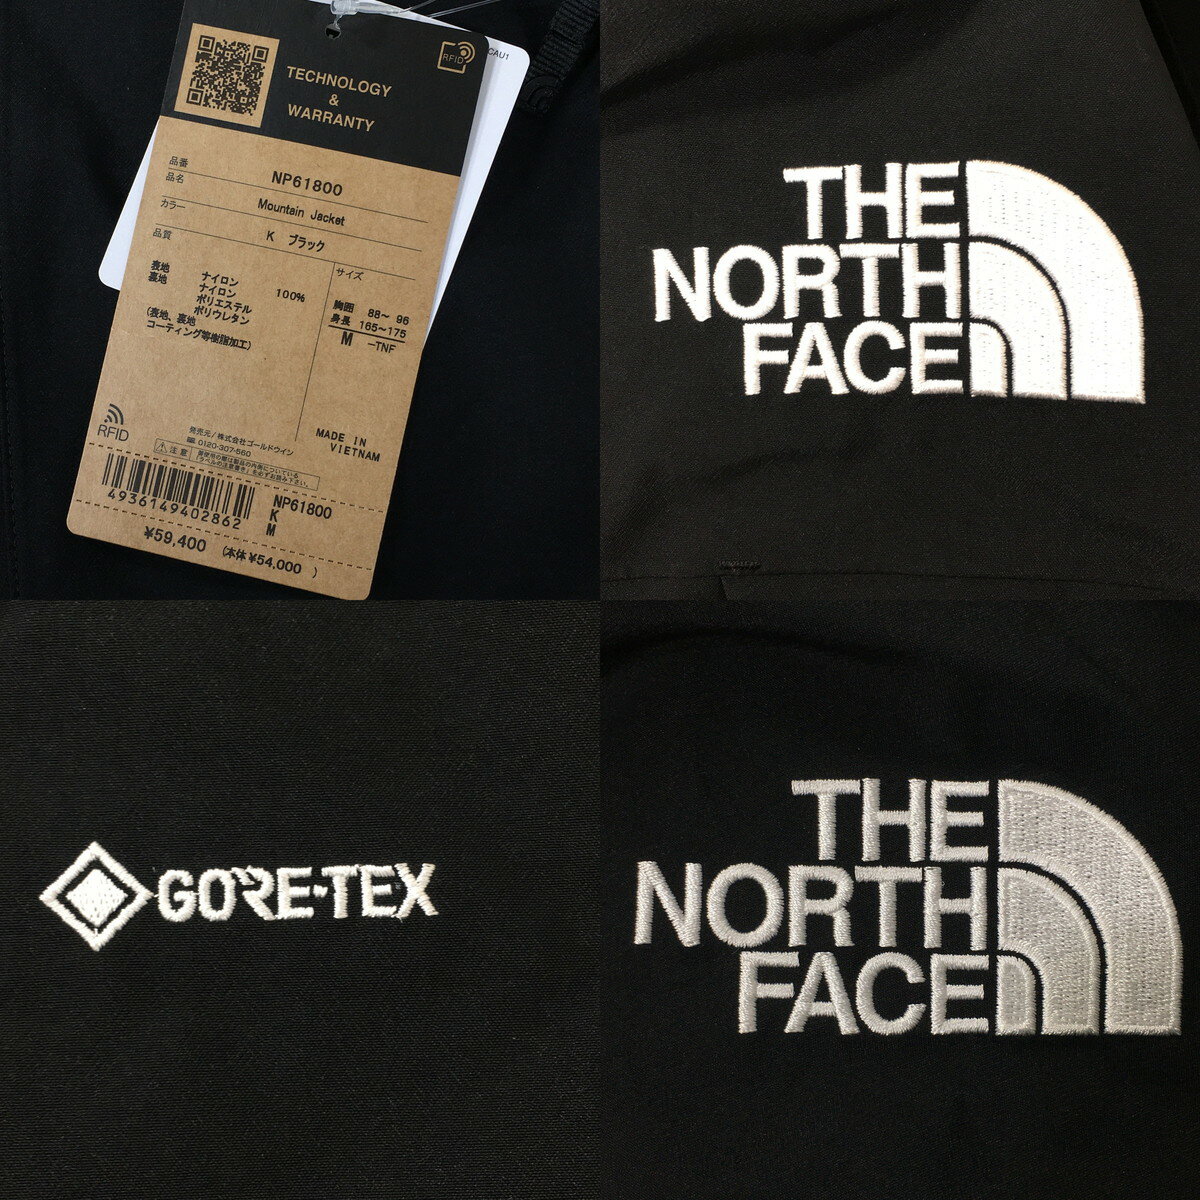 CAU1
RFID
TECHNOLOGY
&
WARRANTY
品番 NP61800
品名 Mountain Jacket
カラー K ブラック
品質
表地 ナイロン
裏地 ナイロン 100%
ポリエステル
ポリウレタン
(表地、裏地
コーティング等樹脂加工)
サイズ
胸囲 88~ 96
身長 165~175
M -TNF
RFID
発売元/株式会社ゴールドウイン
0120-307-560
注意
MADE IN
VIETNAM
4936149402862
NP61800
K
M
¥59,400 (本体¥54,000 )
THE
NORTH
FACE
GORE-TEX
THE
NORTH
FACE